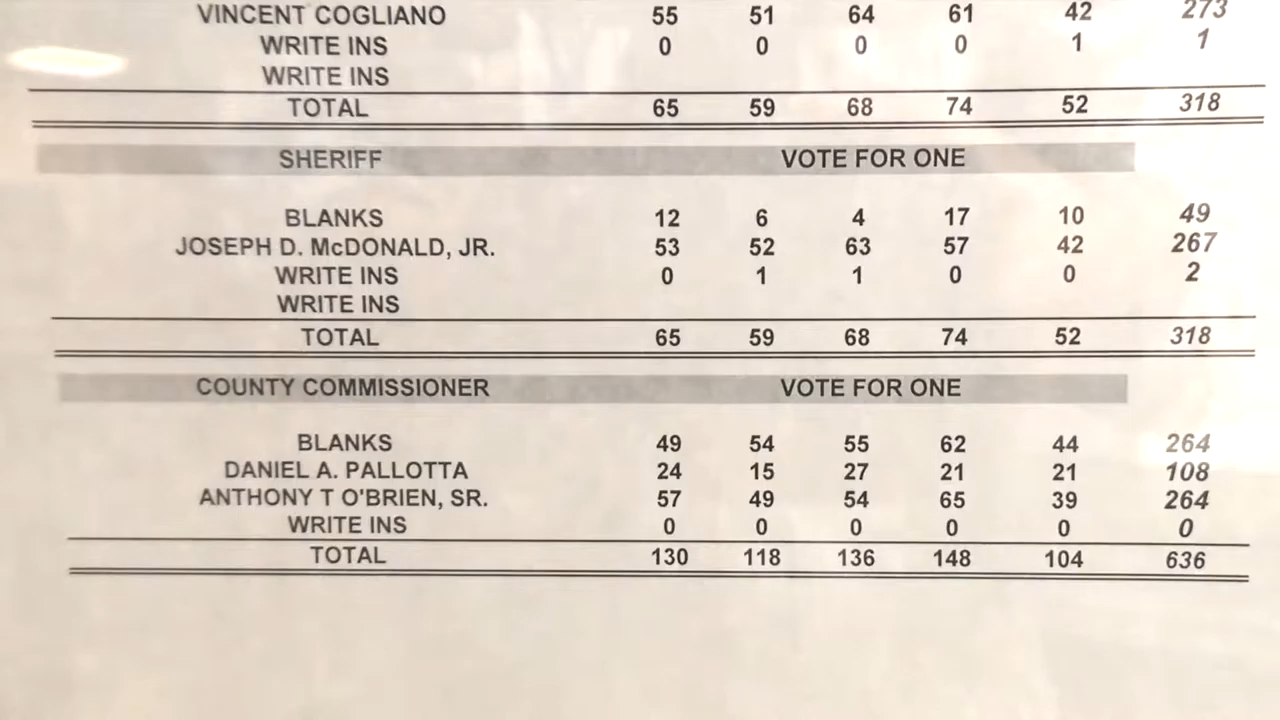 VINCENT COGLIANO 55 51 64 61 42 273
WRITE INS 0 0 0 0 1 1
WRITE INS
TOTAL 65 59 68 74 52 318
SHERIFF VOTE FOR ONE
BLANKS 12 6 4 17 10 49
JOSEPH D. McDONALD, JR. 53 52 63 57 42 267
WRITE INS 0 1 1 0 0 2
WRITE INS
TOTAL 65 59 68 74 52 318
COUNTY COMMISSIONER VOTE FOR ONE
BLANKS 49 54 55 62 44 264
DANIEL A. PALLOTTA 24 15 27 21 21 108
ANTHONY T O'BRIEN, SR. 57 49 54 65 39 264
WRITE INS 0 0 0 0 0 0
TOTAL 130 118 136 148 104 636